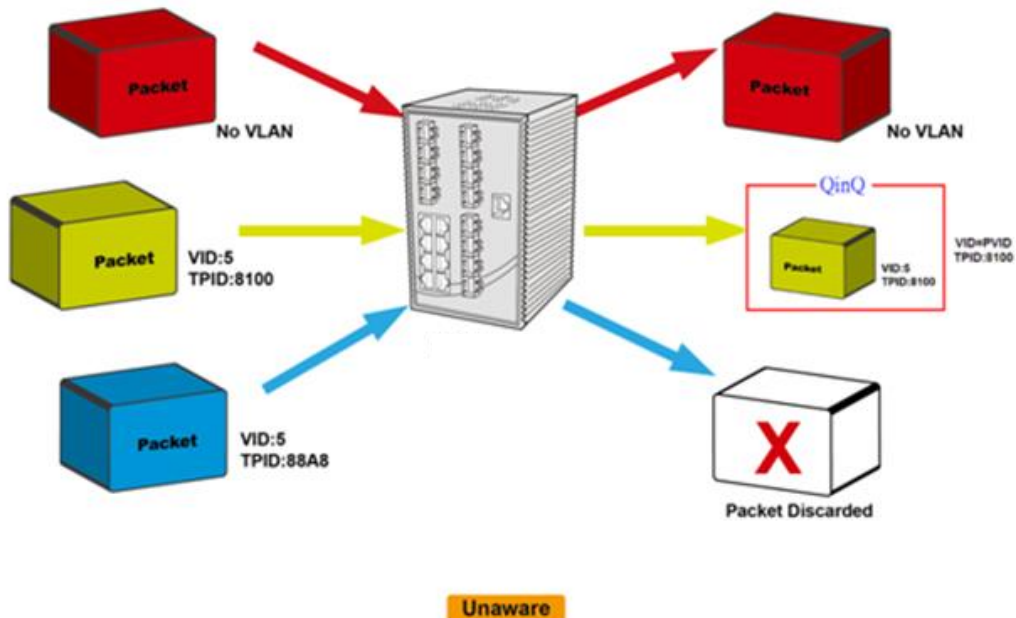 Packet
No VLAN
Packet
No VLAN
Packet
VID:5
TPID:8100
QinQ
Packet
VID:5
TPID:8100
VID=PVID
TPID:8100
Packet
VID:5
TPID:88A8
X
Packet Discarded
Unaware